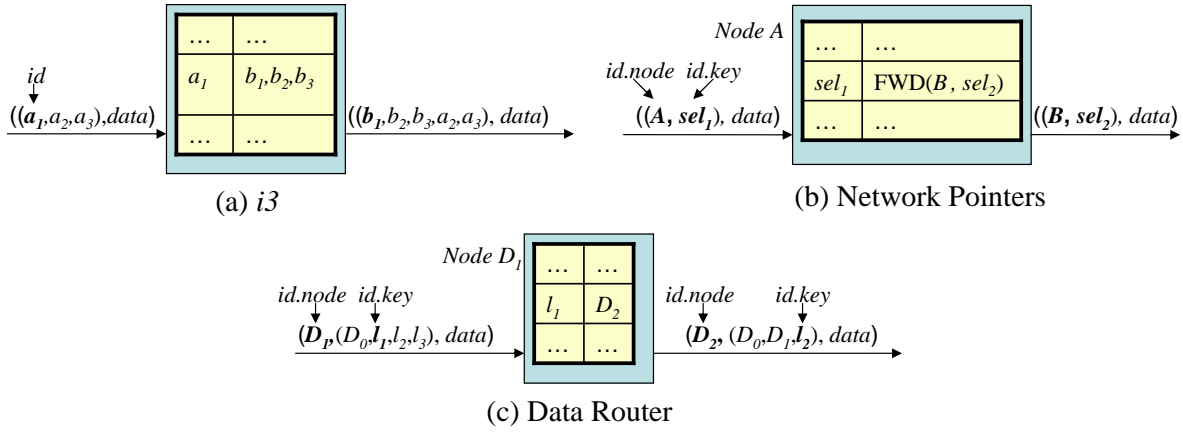 id
((a1,a2,a3),data)
… …
a1 b1,b2,b3
… …
((b1,b2,b3,a2,a3), data)
(a) i3
Node A
id.node id.key
((A, sel1), data)
… …
sel1 FWD(B, sel2)
… …
((B, sel2), data)
(b) Network Pointers
Node D1
id.node id.key
(D1,(D0,l1,l2,l3), data)
… …
l1 D2
… …
id.node id.key
(D2, (D0,D1,l2), data)
(c) Data Router